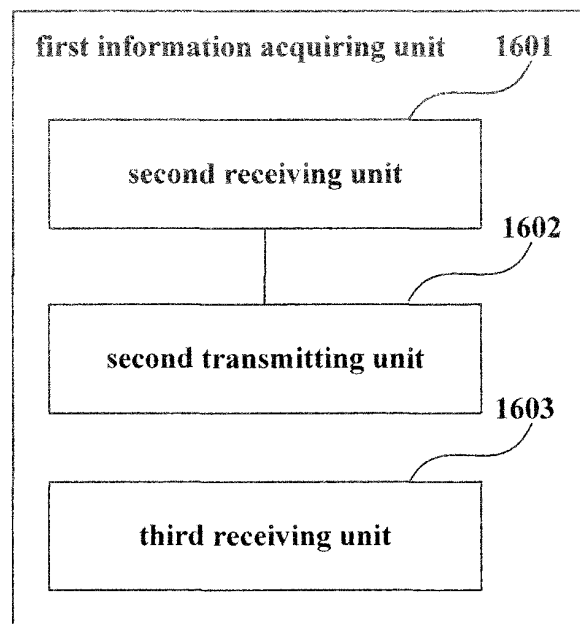 first information acquiring unit 1601
second receiving unit
1602
second transmitting unit
1603
third receiving unit